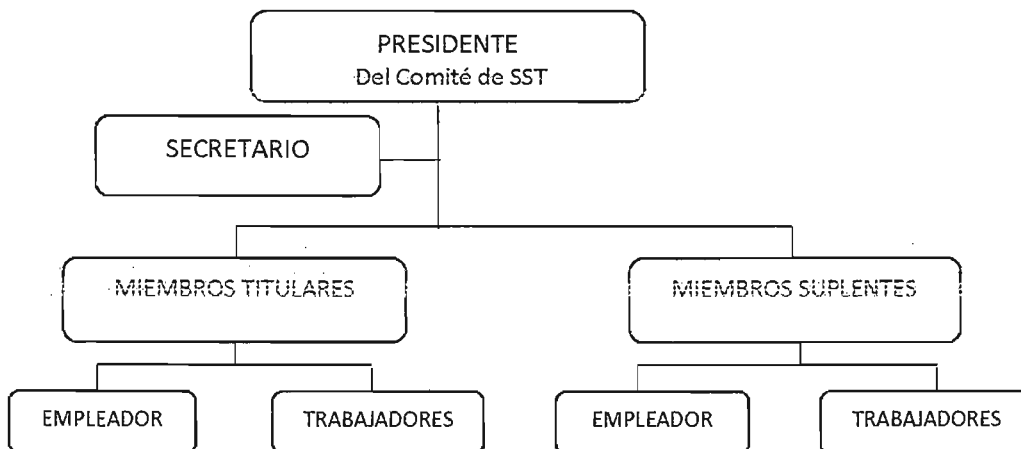 PRESIDENTE
Del Comité de SST
SECRETARIO
MIEMBROS TITULARES
MIEMBROS SUPLENTES
EMPLEADOR
TRABAJADORES
EMPLEADOR
TRABAJADORES